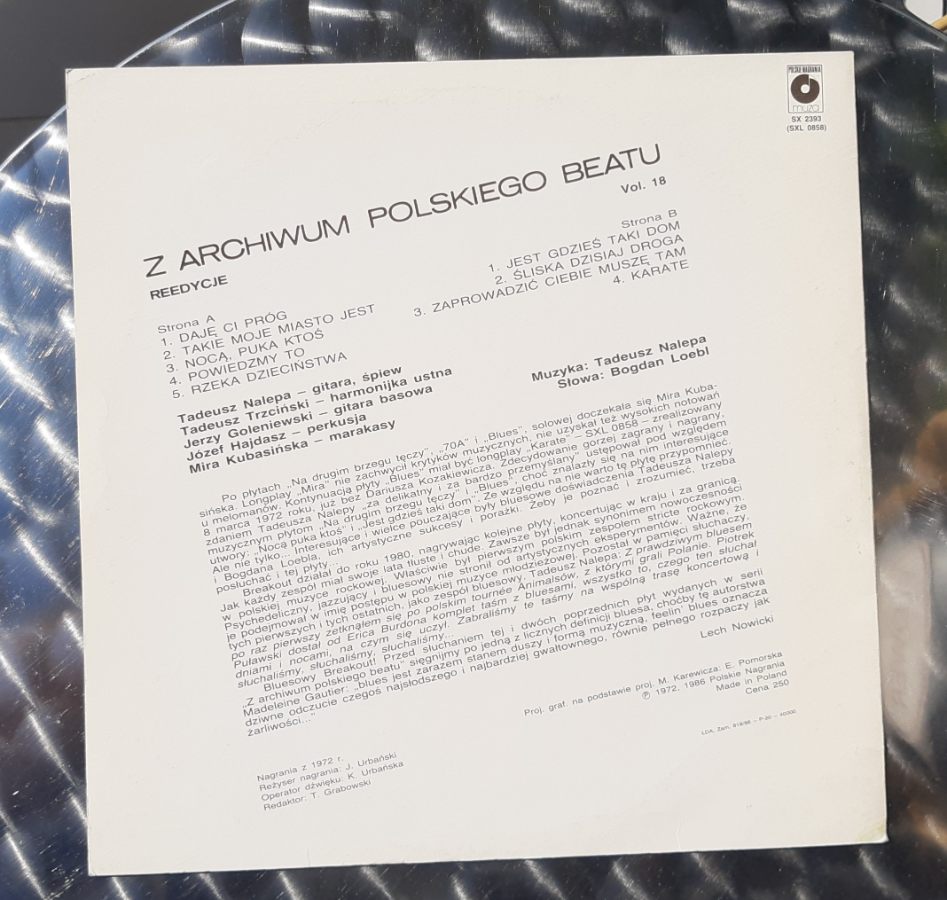 POLSKIE NAGRANIA
muza
SX 2393
(SXL 0858)
Z ARCHIWUM POLSKIEGO BEATU
Vol. 18
REEDYCJE
Strona A
1. DAJĘ CI PRÓG
2. TAKIE MOJE MIASTO JEST
3. NOCĄ, PUKA KTOŚ
4. POWIEDZMY TO
5. RZEKA DZIECIŃSTWA
Strona B
1. JEST GDZIEŚ TAKI DOM
2. ŚLISKA DZISIAJ DROGA
3. ZAPROWADZIĆ CIEBIE MUSZĘ TAM
4. KARATE
Tadeusz Nalepa – gitara, śpiew
Tadeusz Trzciński – harmonijka ustna
Jerzy Goleniewski – gitara basowa
Józef Hajdasz – perkusja
Mira Kubasińska – marakasy
Muzyka: Tadeusz Nalepa
Słowa: Bogdan Loebl
Po płytach „Na drugim brzegu tęczy", „70A" i „Blues", solowej doczekała się Mira Kuba-
sińska. Longplay „Mira" nie zachwycił krytyków muzycznych, nie uzyskał też wysokich notowań
u melomanów. Kontynuacją płyty „Blues" miał być longplay „Karate" – SXL 0858 – zrealizowany
8 marca 1972 roku, już bez Dariusza Kozakiewicza. Zdecydowanie gorzej zagrany i nagrany,
zdaniem Tadeusza Nalepy „za delikatny i za bardzo przemyślany" ustępował pod względem
muzycznym płytom „Na drugim brzegu tęczy" i „Blues", choć znalazły się na nim interesujące
utwory: „Nocą puka ktoś" i „Jest gdzieś taki dom". Ze względu na nie warto tę płytę przypomnieć.
Ale nie tylko... Interesujące i wielce pouczające były bluesowe doświadczenia Tadeusza Nalepy
i Bogdana Loebla, ich artystyczne sukcesy i porażki. Żeby je poznać i zrozumieć, trzeba
posłuchać i tej płyty...
Breakout działał do roku 1980, nagrywając kolejne płyty, koncertując w kraju i za granicą.
Jak każdy zespół miał swoje lata tłuste i chude. Zawsze był jednak synonimem nowoczesności
w polskiej muzyce rockowej. Właściwie był pierwszym polskim zespołem stricte rockowym.
Psychedeliczny, jazzujący i bluesowy nie stronił od artystycznych eksperymentów. Ważne, że
je podejmował w imię postępu w polskiej muzyce młodzieżowej. Pozostał w pamięci słuchaczy,
tych pierwszych i tych ostatnich, jako zespół bluesowy. Tadeusz Nalepa: Z prawdziwym bluesem
po raz pierwszy zetknąłem się po polskim tournée Animalsów, z którymi grali Polanie. Piotrek
Puławski dostał od Erica Burdona komplet taśm z bluesami, wszystko to, czego ten słuchał
dniami i nocami, na czym się uczył. Zabraliśmy te taśmy na wspólną trasę koncertową i
słuchaliśmy, słuchaliśmy, słuchaliśmy...
Bluesowy Breakout! Przed słuchaniem tej i dwóch poprzednich płyt wydanych w serii
„Z archiwum polskiego beatu" sięgnijmy po jedną z licznych definicji bluesa, choćby tę autorstwa
Madeleine Gautier: „blues jest zarazem stanem duszy i formą muzyczną, feelin' blues oznacza
dziwne odczucie czegoś najsłodszego i najbardziej gwałtownego, równie pełnego rozpaczy jak
żarliwości..."
Lech Nowicki
Proj. graf. na podstawie proj. M. Karewicza: E. Pomorska
Ⓟ 1972, 1986 Polskie Nagrania
Made in Poland
Cena 250
Nagrania z 1972 r.
Reżyser nagrania: J. Urbański
Operator dźwięku: K. Urbańska
Redaktor: T. Grabowski